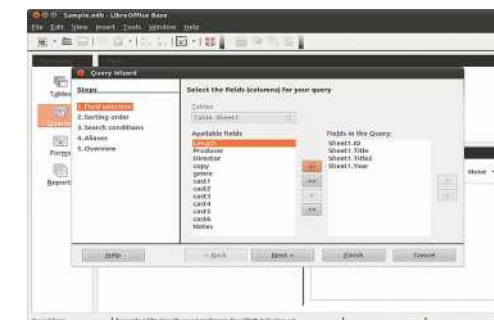 Sample.odb - LibreOffice Base
File Edit View Insert Tools Window Help
Tables
Forms
Reports
Query Wizard
Steps
1. Field selection
2. Sorting order
3. Search conditions
4. Aliases
5. Overview
Select the fields (columns) for your query
Tables
Table: Sheet1
Available fields
Length
Producer
Director
copy
genre
cast1
cast2
cast3
cast4
cast5
cast6
Notes
Fields in the Query:
Sheet1.ID
Sheet1.Title
Sheet1.Title2
Sheet1.Year
Help
< Back
Next >
Finish
Cancel
None